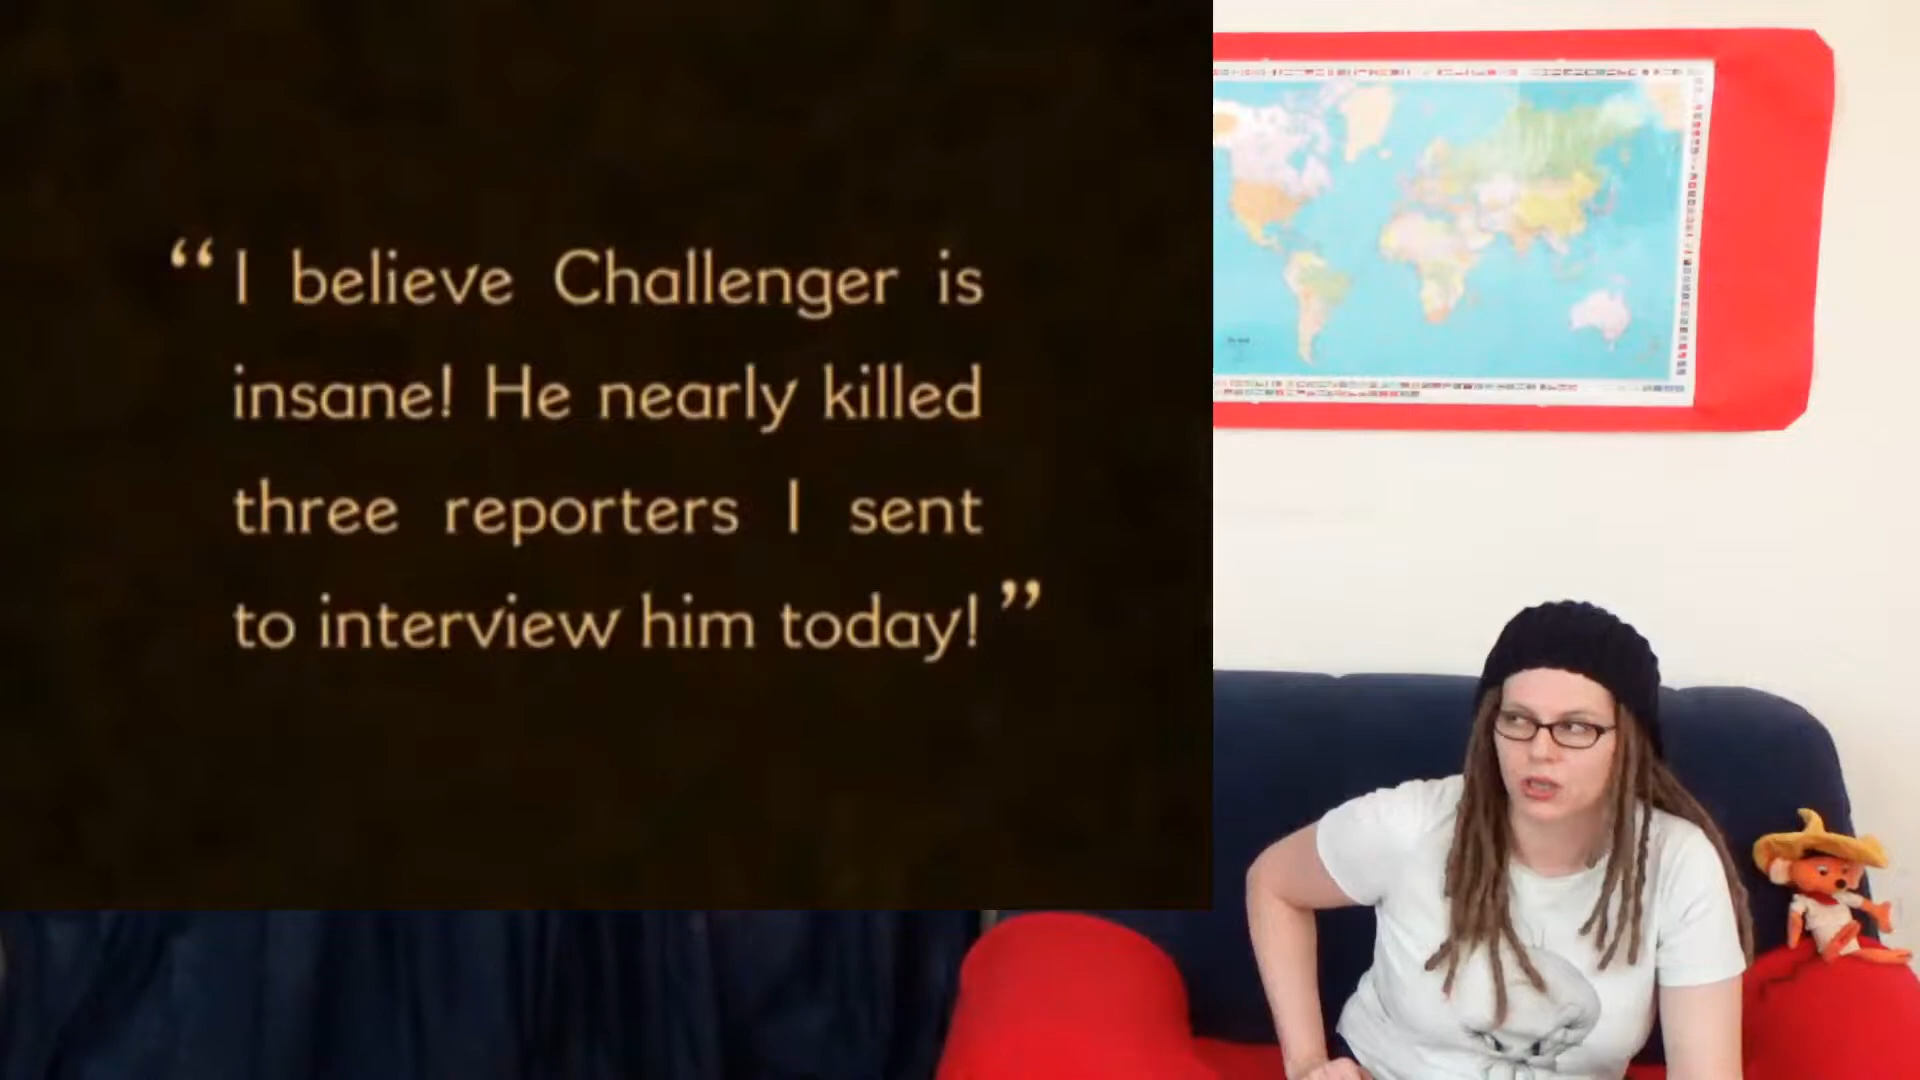 “I believe Challenger is
insane! He nearly killed
three reporters I sent
to interview him today!”